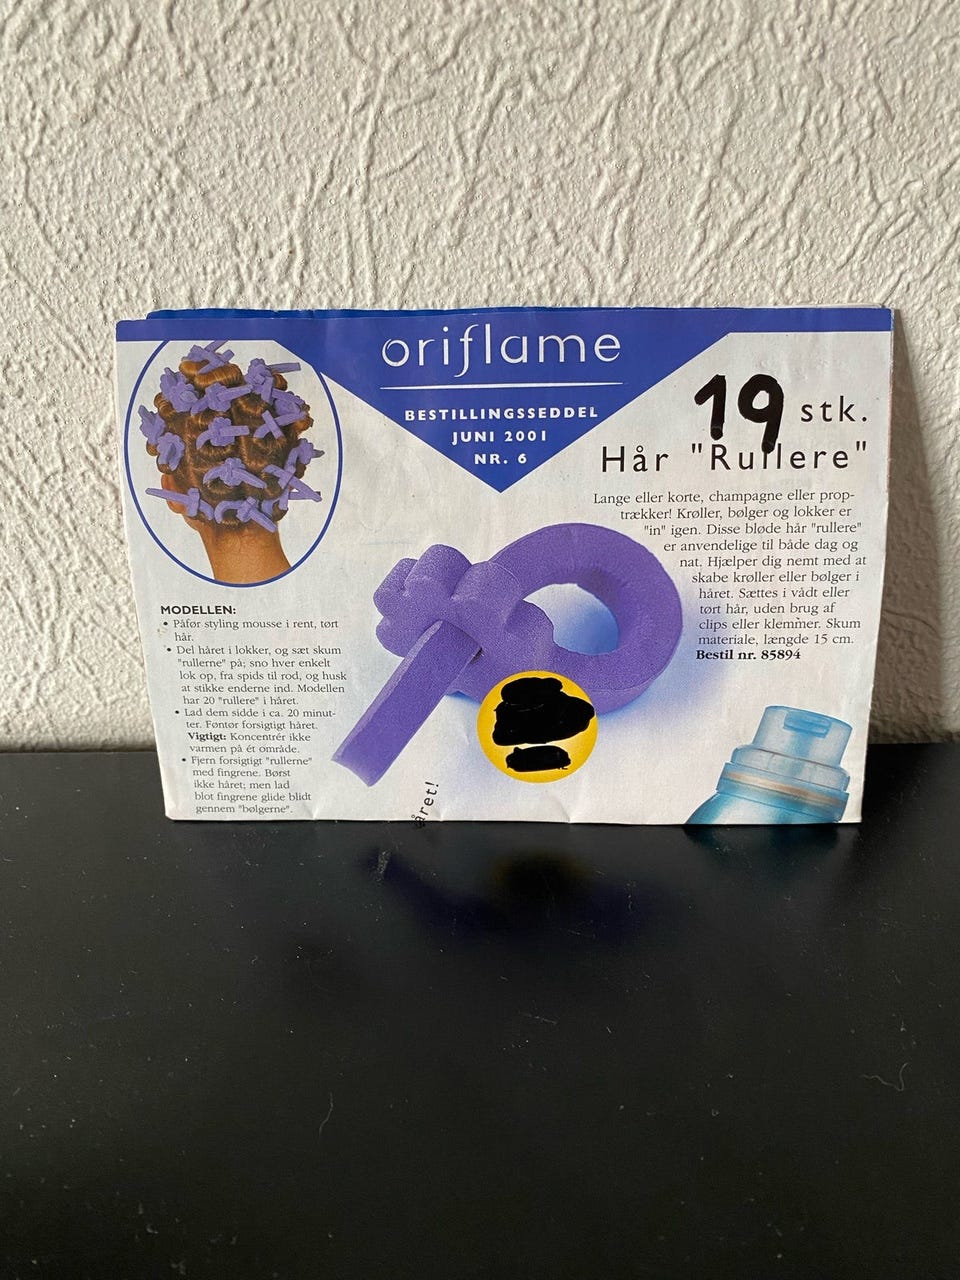 oriflame
BESTILLINGSSEDDEL
JUNI 2001
NR. 6
19 stk.
Hår "Rullere"
Lange eller korte, champagne eller prop-
trækker! Krøller, bølger og lokker er
"in" igen. Disse bløde hår "rullere"
er anvendelige til både dag og
nat. Hjælper dig nemt med at
skabe krøller eller bølger i
håret. Sættes i vådt eller
tørt hår, uden brug af
clips eller klemmer. Skum
materiale, længde 15 cm.
Bestil nr. 85894
MODELLEN:
• Påfør styling mousse i rent, tørt
hår.
• Del håret i lokker, og sæt skum
"rullerne" på; sno hver enkelt
lok op, fra spids til rod, og husk
at stikke enderne ind. Modellen
har 20 "rullere" i håret.
• Lad dem sidde i ca. 20 minut-
ter. Føntør forsigtigt håret.
Vigtigt: Koncentrér ikke
varmen på ét område.
• Fjern forsigtigt "rullerne"
med fingrene. Børst
ikke håret; men lad
blot fingrene glide blidt
gennem "bølgerne".
året!